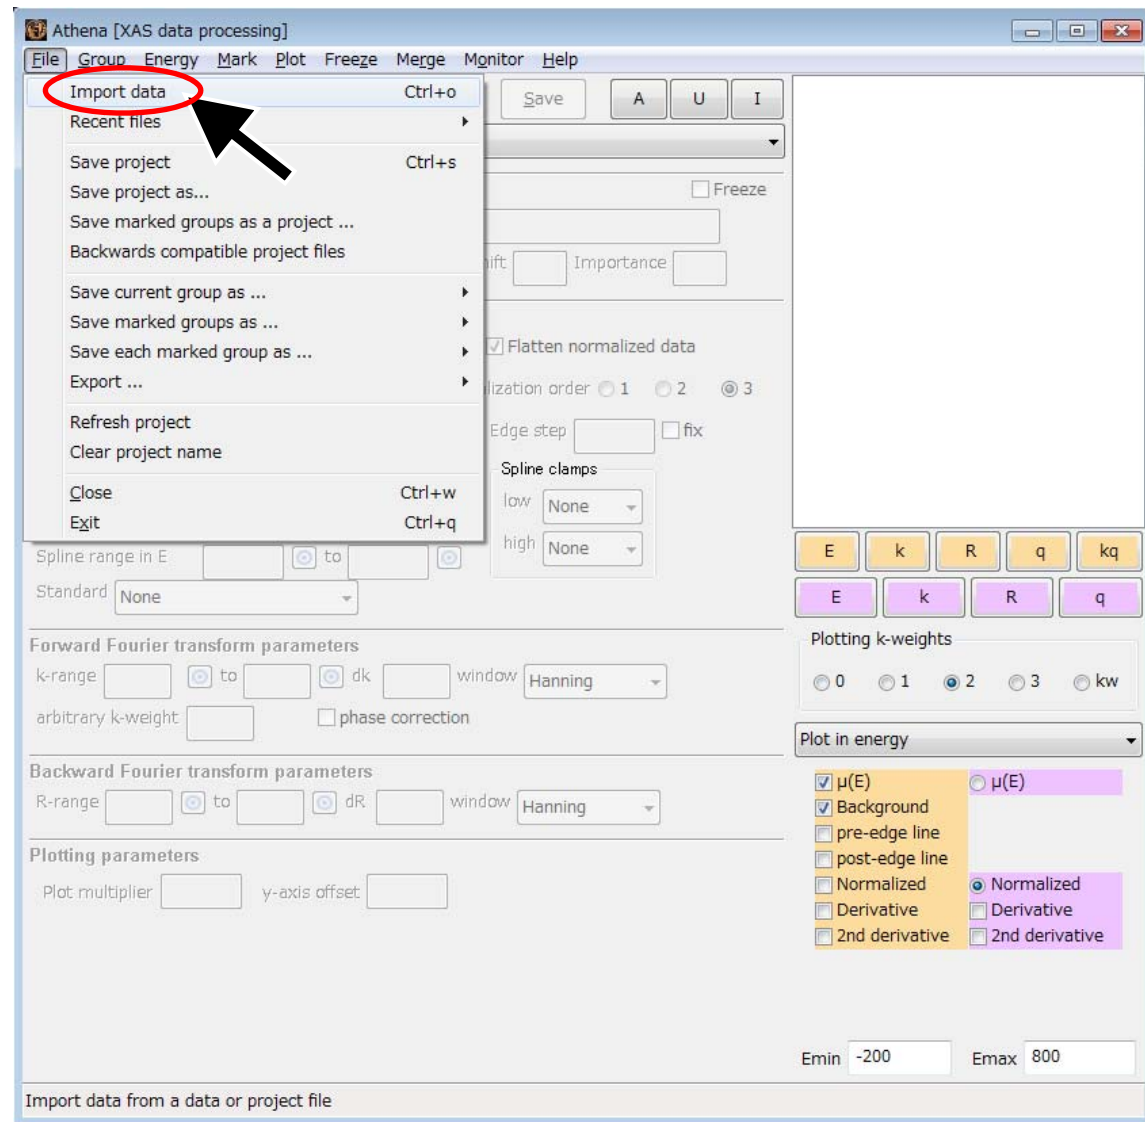 Athena [XAS data processing]
File Group Energy Mark Plot Freeze Merge Monitor Help
Import data Ctrl+o
Save A U I
Recent files
Save project Ctrl+s
Save project as...
Freeze
Save marked groups as a project ...
Backwards compatible project files
Importance
Save current group as ...
Save marked groups as ...
Save each marked group as ...
Flatten normalized data
Export ...
lization order 1 2 3
Refresh project
Edge step fix
Clear project name
Spline clamps
Close Ctrl+w
low None
Exit Ctrl+q
high None
Spline range in E to
Standard None
Forward Fourier transform parameters
k-range to dk window Hanning
arbitrary k-weight phase correction
Backward Fourier transform parameters
R-range to dR window Hanning
Plotting parameters
Plot multiplier y-axis offset
E k R q kq
E k R q
Plotting k-weights
0 1 2 3 kw
Plot in energy
μ(E) μ(E)
Background
pre-edge line
post-edge line
Normalized Normalized
Derivative Derivative
2nd derivative 2nd derivative
Emin -200 Emax 800
Import data from a data or project file